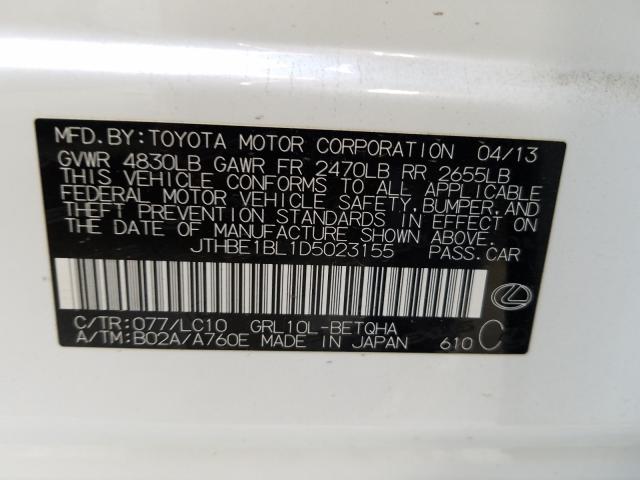 MFD.BY:TOYOTA MOTOR CORPORATION 04/13
GVWR 4830LB GAWR FR 2470LB RR 2655LB
THIS VEHICLE CONFORMS TO ALL APPLICABLE
FEDERAL MOTOR VEHICLE SAFETY,BUMPER,AND
THEFT PREVENTION STANDARDS IN EFFECT ON
THE DATE OF MANUFACTURE SHOWN ABOVE.
JTHBE1BL1D5023155 PASS.CAR
C/TR:077/LC10 GRL10L-BETQHA
A/TM:B02A/A760E MADE IN JAPAN 610 C